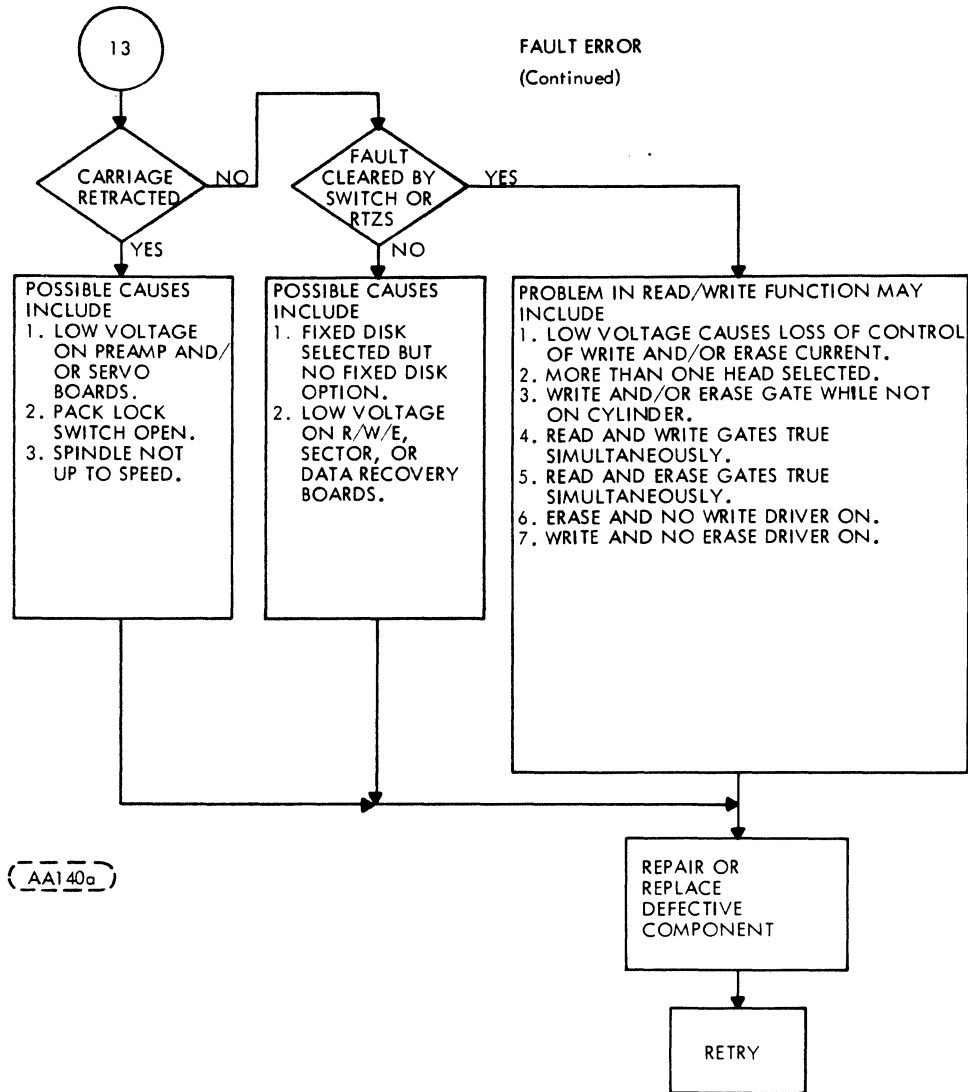 13
FAULT ERROR
(Continued)
CARRIAGE
RETRACTED
NO
YES
FAULT
CLEARED BY
SWITCH OR
RTZS
YES
NO
POSSIBLE CAUSES
INCLUDE
1. LOW VOLTAGE
ON PREAMP AND/
OR SERVO
BOARDS.
2. PACK LOCK
SWITCH OPEN.
3. SPINDLE NOT
UP TO SPEED.
POSSIBLE CAUSES
INCLUDE
1. FIXED DISK
SELECTED BUT
NO FIXED DISK
OPTION.
2. LOW VOLTAGE
ON R/W/E,
SECTOR, OR
DATA RECOVERY
BOARDS.
PROBLEM IN READ/WRITE FUNCTION MAY
INCLUDE
1. LOW VOLTAGE CAUSES LOSS OF CONTROL
OF WRITE AND/OR ERASE CURRENT.
2. MORE THAN ONE HEAD SELECTED.
3. WRITE AND/OR ERASE GATE WHILE NOT
ON CYLINDER.
4. READ AND WRITE GATES TRUE
SIMULTANEOUSLY.
5. READ AND ERASE GATES TRUE
SIMULTANEOUSLY.
6. ERASE AND NO WRITE DRIVER ON.
7. WRITE AND NO ERASE DRIVER ON.
AA140a
REPAIR OR
REPLACE
DEFECTIVE
COMPONENT
RETRY